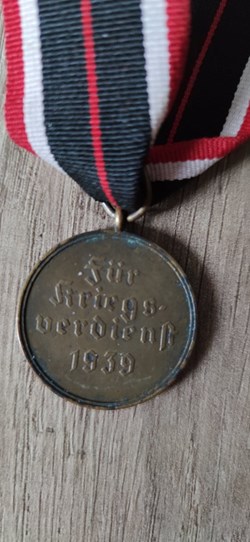 Für
Kriegs-
verdienst
1939